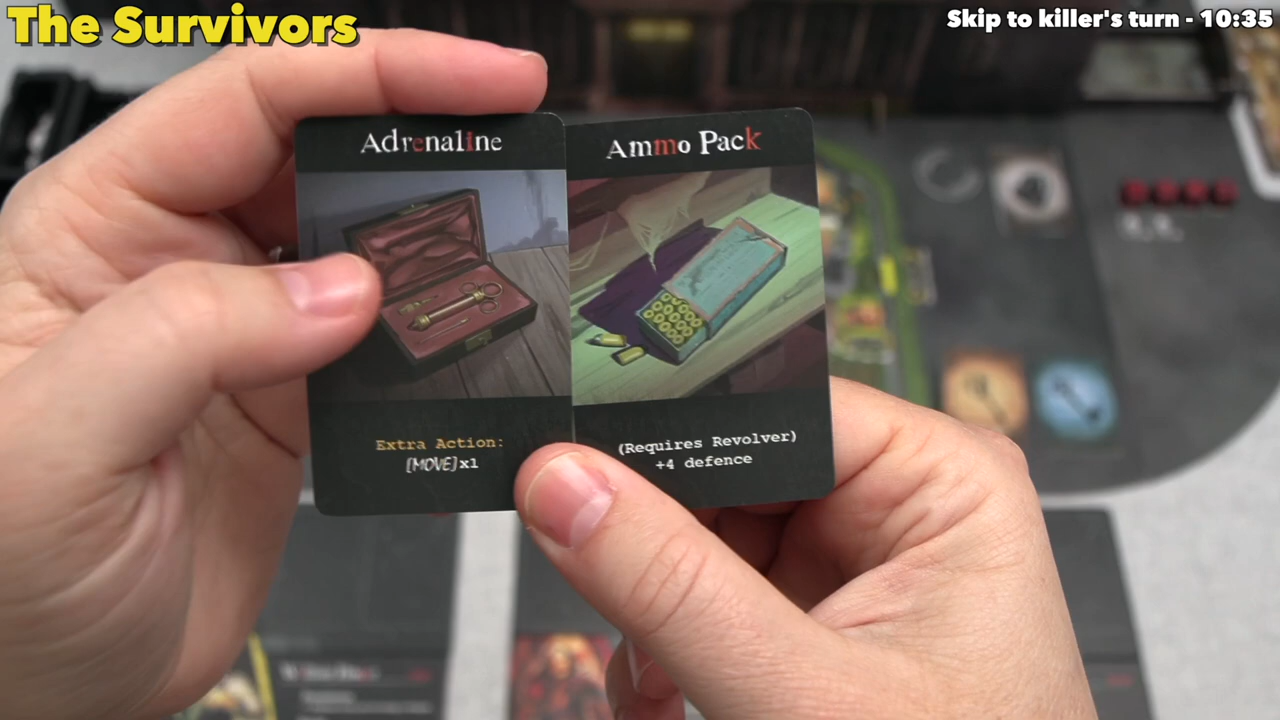 The Survivors
Skip to killer's turn - 10:35
Adrenaline
Ammo Pack
Extra Action:
[MOVE]x1
(Requires Revolver)
+4 defence